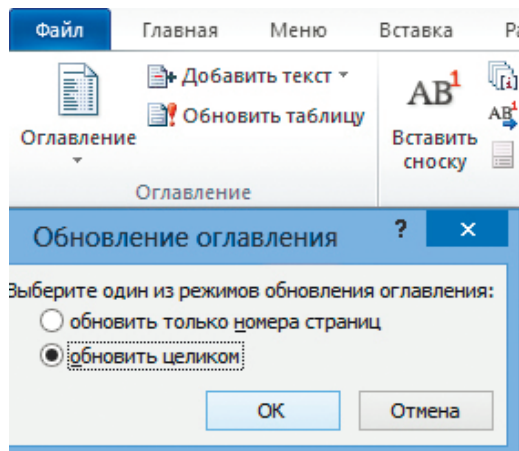 Файл Главная Меню Вставка
Добавить текст
Обновить таблицу
Оглавление
AB1
Вставить
сноску
AB1
Оглавление
Обновление оглавления ? ×
Выберите один из режимов обновления оглавления:
обновить только номера страниц
обновить целиком
ОК Отмена